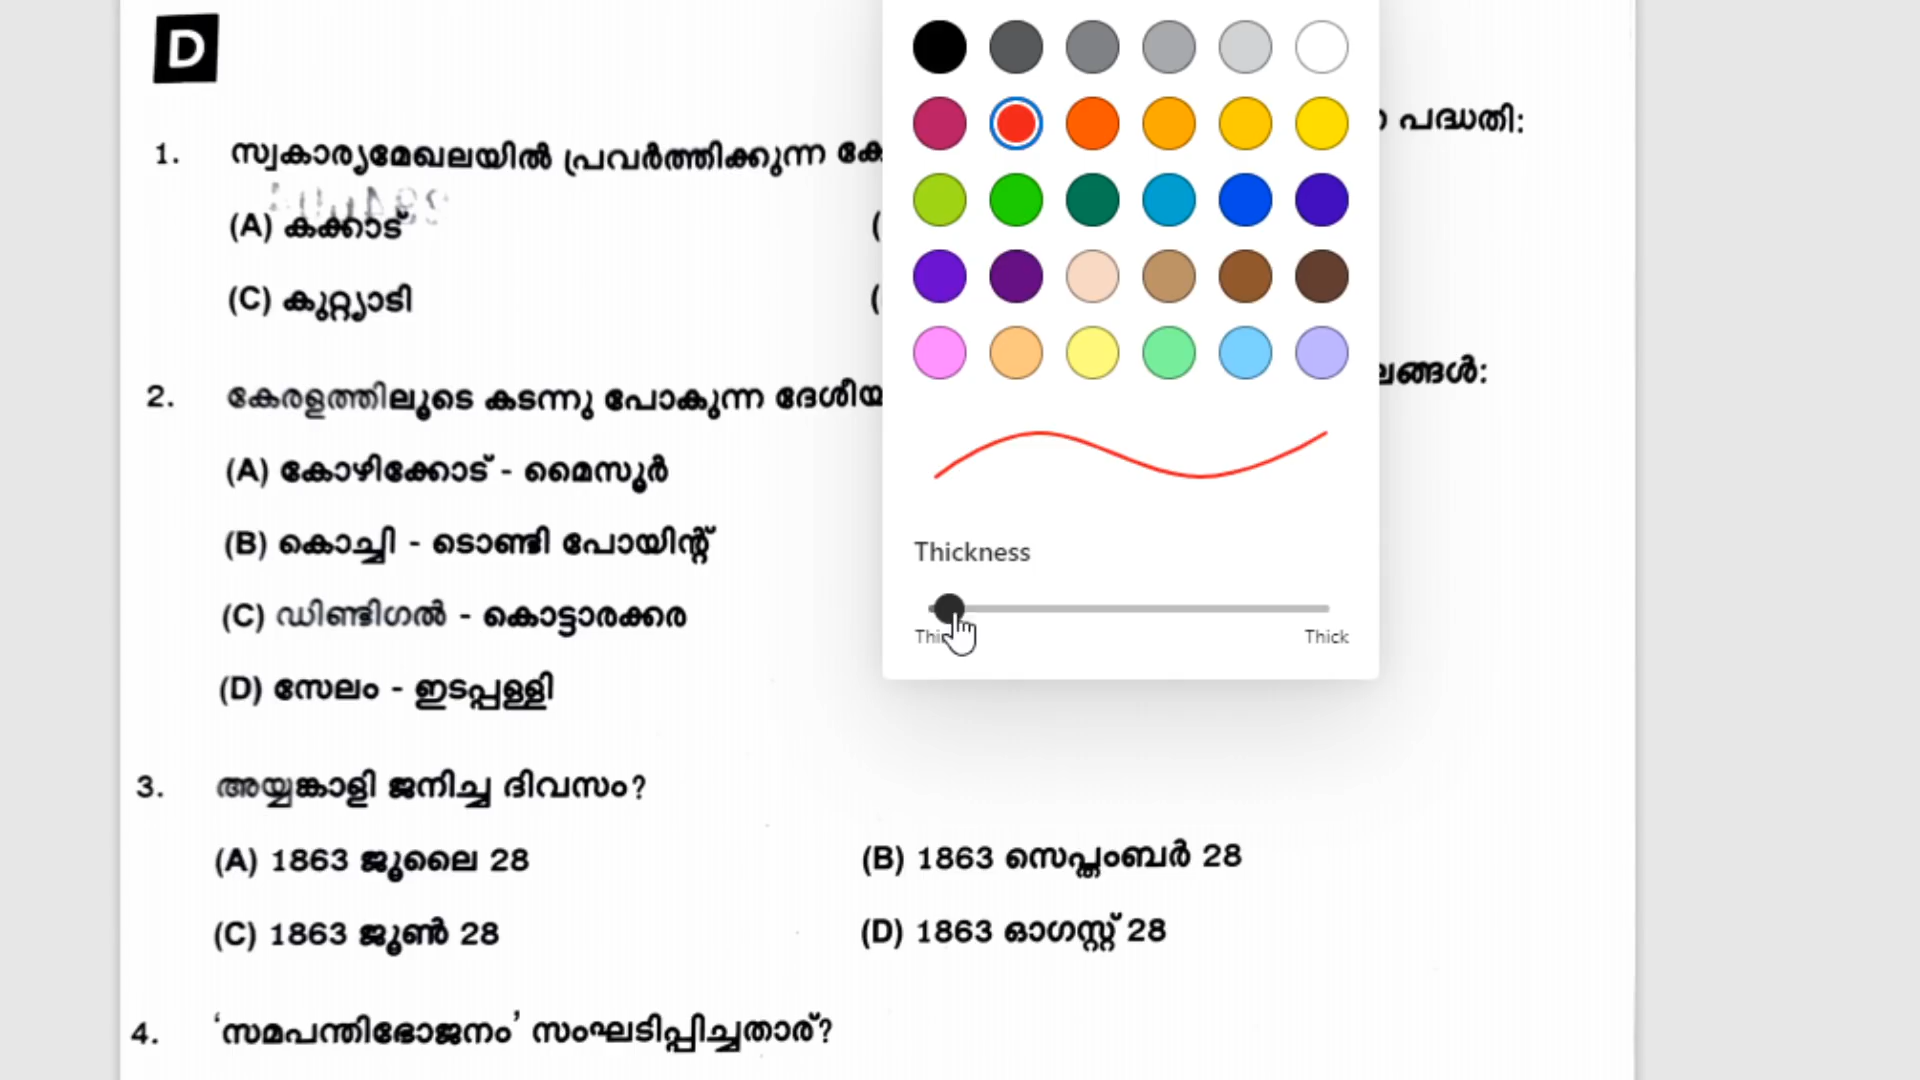 D
പദ്ധതി:
1. സ്വകാര്യമേഖലയിൽ പ്രവർത്തിക്കുന്ന
(A) കക്കാട്
(C) കുറ്റ്യാടി
2. കേരളത്തിലൂടെ കടന്നു പോകുന്ന ദേശീയ
(A) കോഴിക്കോട് - മൈസൂർ
(B) കൊച്ചി - ടൊണ്ടി പോയിന്റ്
(C) ഡിണ്ടിഗൽ - കൊട്ടാരക്കര
(D) സേലം - ഇടപ്പള്ളി
Thickness
Thick
3. അയ്യങ്കാളി ജനിച്ച ദിവസം?
(A) 1863 ജൂലൈ 28 (B) 1863 സെപ്തംബർ 28
(C) 1863 ജൂൺ 28 (D) 1863 ഓഗസ്റ്റ് 28
4. ‘സമപന്തിഭോജനം’ സംഘടിപ്പിച്ചതാര്?